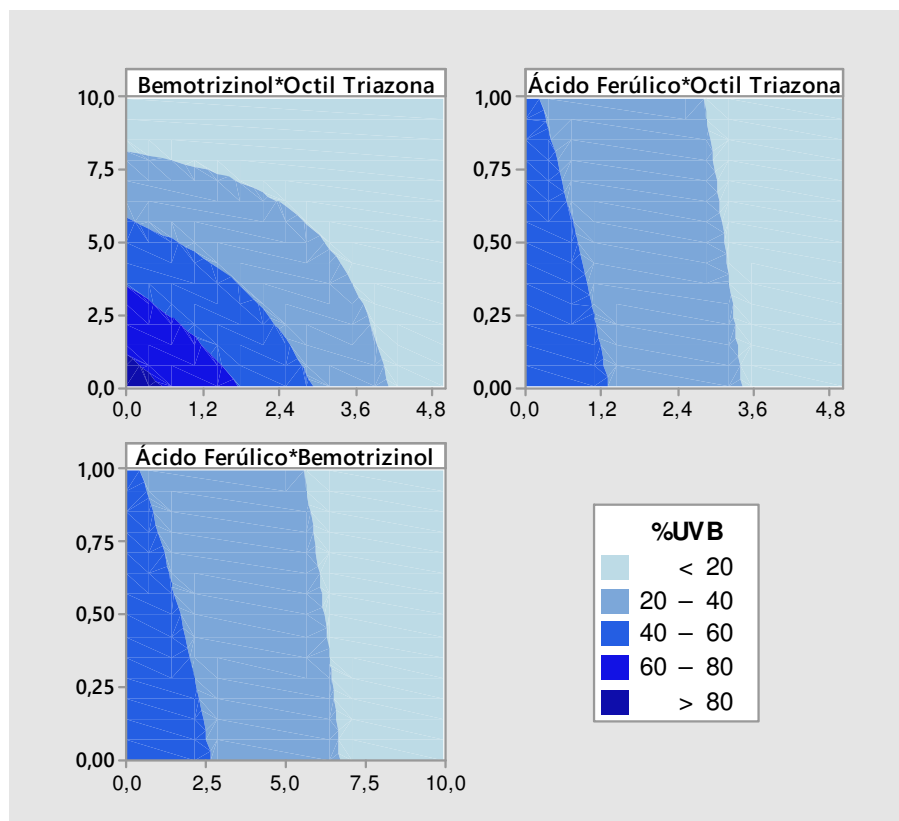 Bemotrizinol*Octil Triazona
10,0
7,5
5,0
2,5
0,0
0,0 1,2 2,4 3,6 4,8
Ácido Ferúlico*Octil Triazona
1,00
0,75
0,50
0,25
0,00
0,0 1,2 2,4 3,6 4,8
Ácido Ferúlico*Bemotrizinol
1,00
0,75
0,50
0,25
0,00
0,0 2,5 5,0 7,5 10,0
%UVB
< 20
20 – 40
40 – 60
60 – 80
> 80